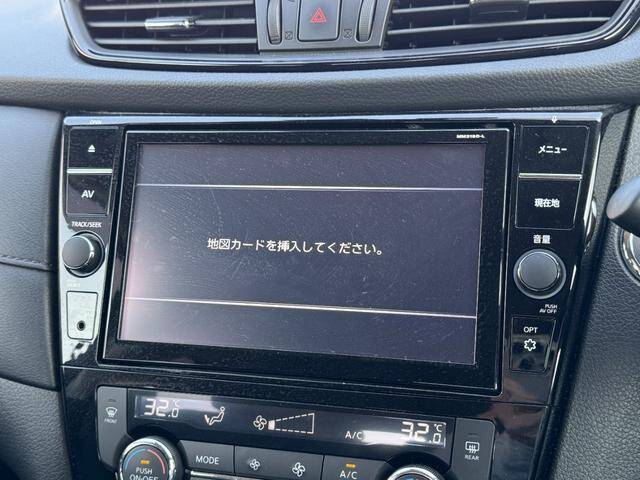 MM319D-L
OPEN
AV
TRACK/SEEK
地図カードを挿入してください。
メニュー
現在地
音量
PUSH
AV OFF
OPT
FRONT
32.0
A/C
32.0℃
REAR
PUSH
ON·OFF
MODE
A/C